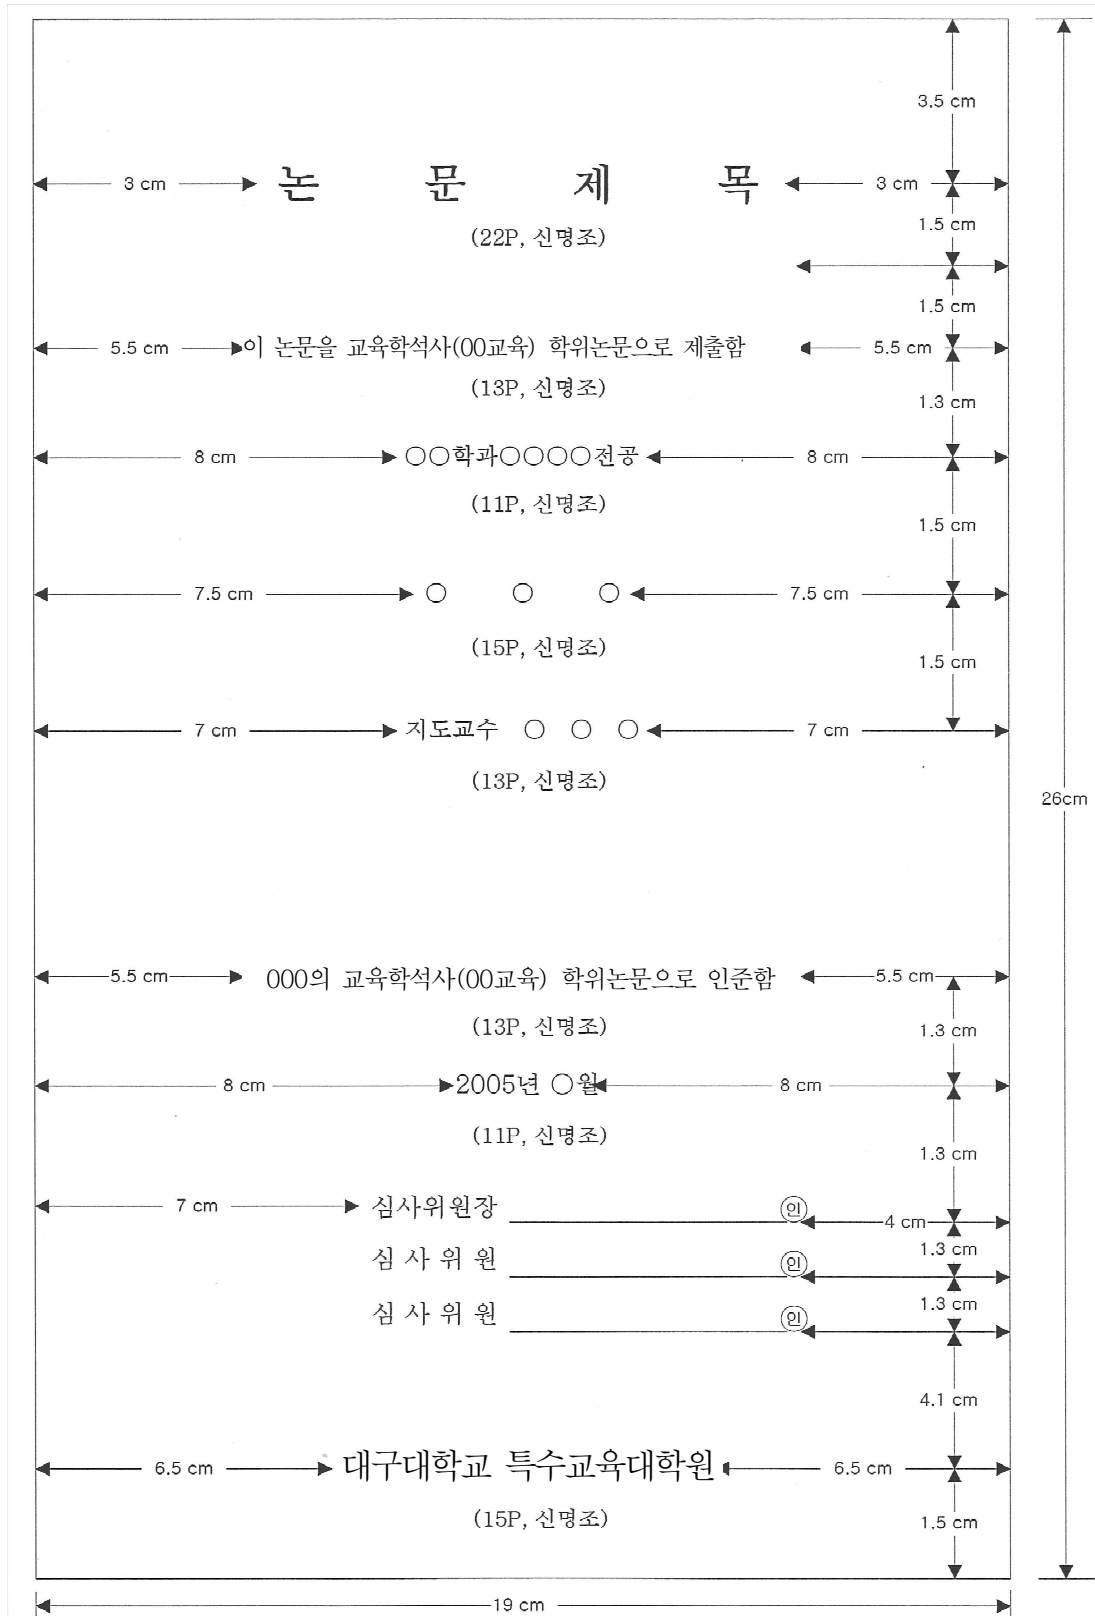 3.5 cm
3 cm 논 문 제 목 3 cm
1.5 cm
(22P, 신명조)
1.5 cm
5.5 cm 이 논문을 교육학석사(00교육) 학위논문으로 제출함 5.5 cm
(13P, 신명조)
1.3 cm
8 cm ○○학과○○○○전공 8 cm
(11P, 신명조)
1.5 cm
7.5 cm ○ ○ ○ 7.5 cm
(15P, 신명조)
1.5 cm
7 cm 지도교수 ○ ○ ○ 7 cm
(13P, 신명조)
26cm
5.5 cm 000의 교육학석사(00교육) 학위논문으로 인준함 5.5 cm
(13P, 신명조)
1.3 cm
8 cm 2005년 ○월 8 cm
(11P, 신명조)
1.3 cm
7 cm 심사위원장 ㊞ 4 cm
심 사 위 원 ㊞ 1.3 cm
심 사 위 원 ㊞ 1.3 cm
4.1 cm
6.5 cm 대구대학교 특수교육대학원 6.5 cm
(15P, 신명조)
1.5 cm
19 cm